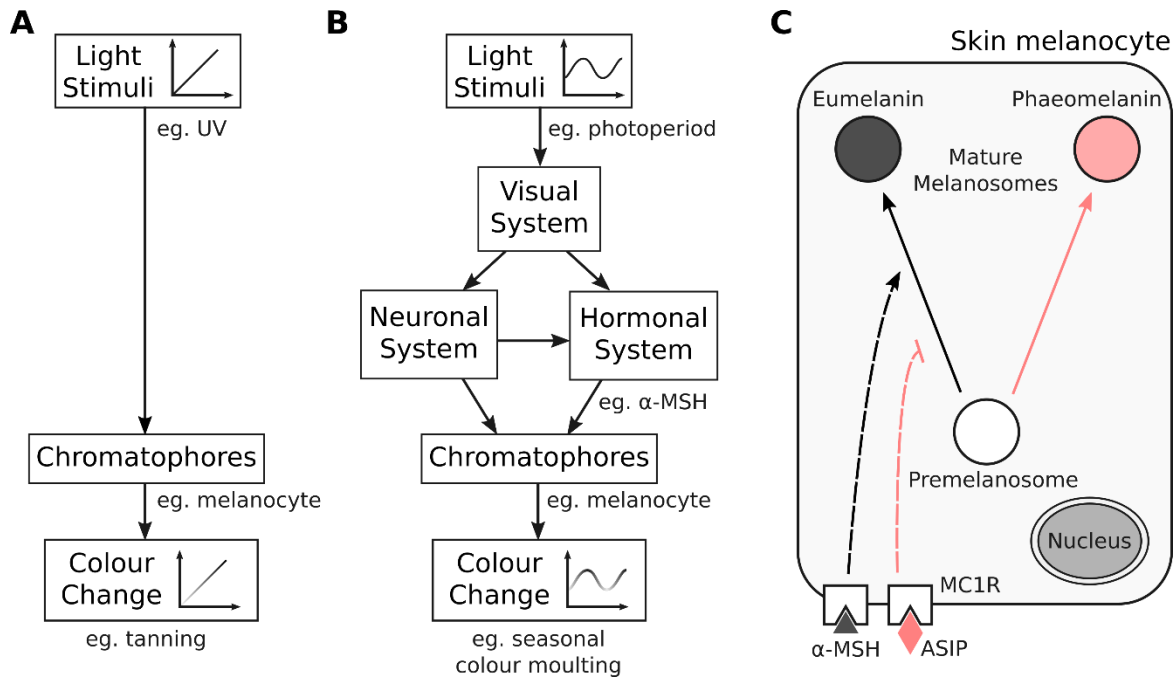 A
Light
Stimuli
eg. UV
Chromatophores
eg. melanocyte
Colour
Change
eg. tanning
B
Light
Stimuli
eg. photoperiod
Visual
System
Neuronal
System
Hormonal
System
eg. α-MSH
Chromatophores
eg. melanocyte
Colour
Change
eg. seasonal
colour moulting
C
Skin melanocyte
Eumelanin
Phaeomelanin
Mature
Melanosomes
Premelanosome
Nucleus
MC1R
α-MSH
ASIP